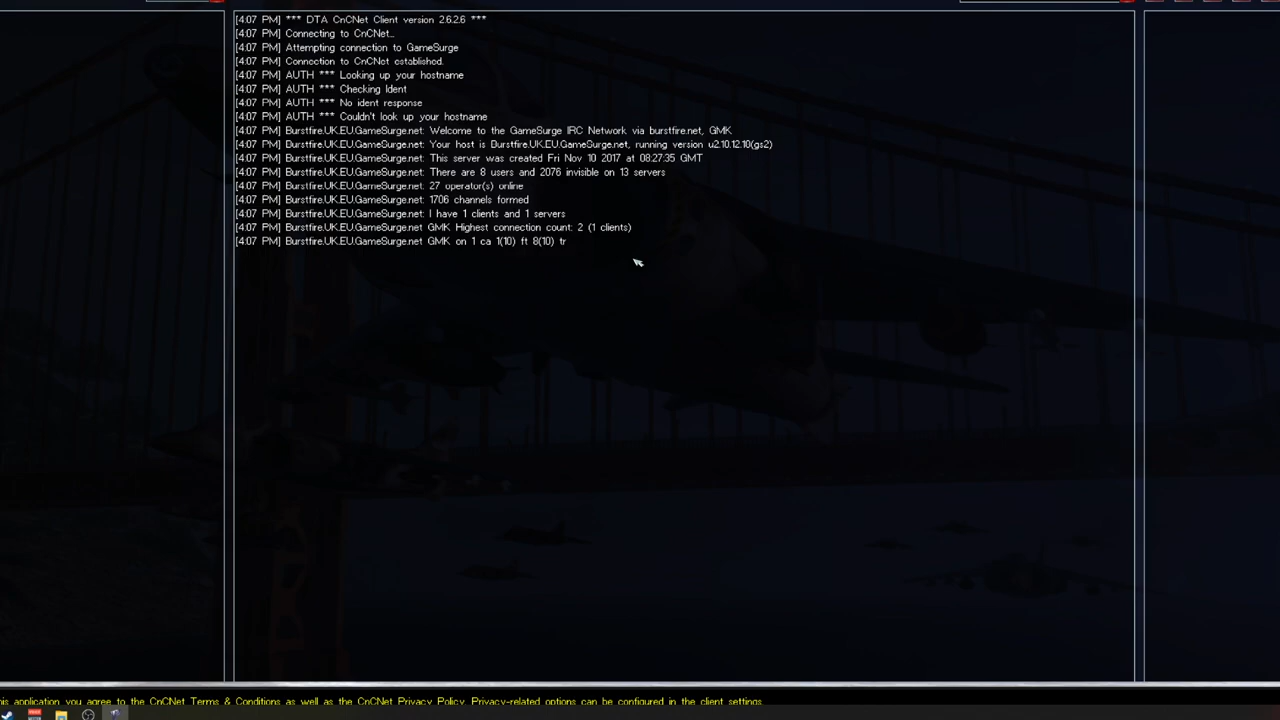 [4:07 PM] *** DTA CnCNet Client version 2.6.2.6 ***
[4:07 PM] Connecting to CnCNet...
[4:07 PM] Attempting connection to GameSurge
[4:07 PM] Connection to CnCNet established.
[4:07 PM] AUTH *** Looking up your hostname
[4:07 PM] AUTH *** Checking Ident
[4:07 PM] AUTH *** No ident response
[4:07 PM] AUTH *** Couldn't look up your hostname
[4:07 PM] Burstfire.UK.EU.GameSurge.net: Welcome to the GameSurge IRC Network via burstfire.net, GMK
[4:07 PM] Burstfire.UK.EU.GameSurge.net: Your host is Burstfire.UK.EU.GameSurge.net, running version u2.10.12.10(gs2)
[4:07 PM] Burstfire.UK.EU.GameSurge.net: This server was created Fri Nov 10 2017 at 08:27:35 GMT
[4:07 PM] Burstfire.UK.EU.GameSurge.net: There are 8 users and 2076 invisible on 13 servers
[4:07 PM] Burstfire.UK.EU.GameSurge.net: 27 operator(s) online
[4:07 PM] Burstfire.UK.EU.GameSurge.net: 1706 channels formed
[4:07 PM] Burstfire.UK.EU.GameSurge.net: I have 1 clients and 1 servers
[4:07 PM] Burstfire.UK.EU.GameSurge.net GMK Highest connection count: 2 (1 clients)
[4:07 PM] Burstfire.UK.EU.GameSurge.net GMK on 1 ca 1(10) ft 8(10) tr
his application you agree to the CnCNet Terms & Conditions as well as the CnCNet Privacy Policy. Privacy-related options can be configured in the client settings.